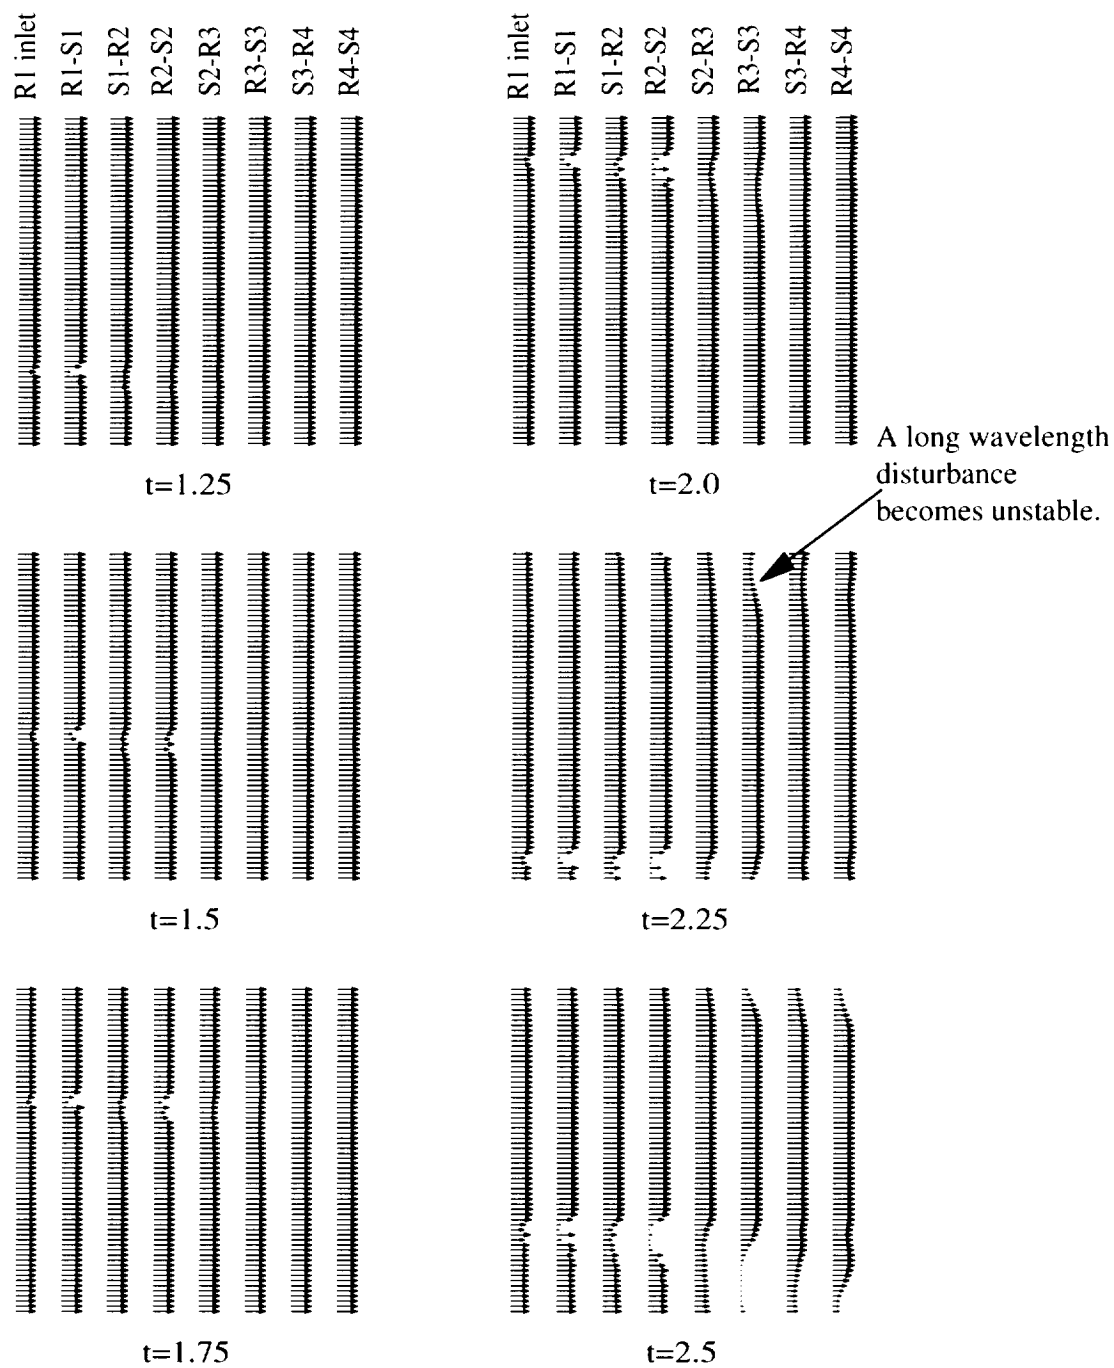 R1 inlet
R1-S1
S1-R2
R2-S2
S2-R3
R3-S3
S3-R4
R4-S4
R1 inlet
R1-S1
S1-R2
R2-S2
S2-R3
R3-S3
S3-R4
R4-S4
t=1.25
t=2.0
A long wavelength
disturbance
becomes unstable.
t=1.5
t=2.25
t=1.75
t=2.5